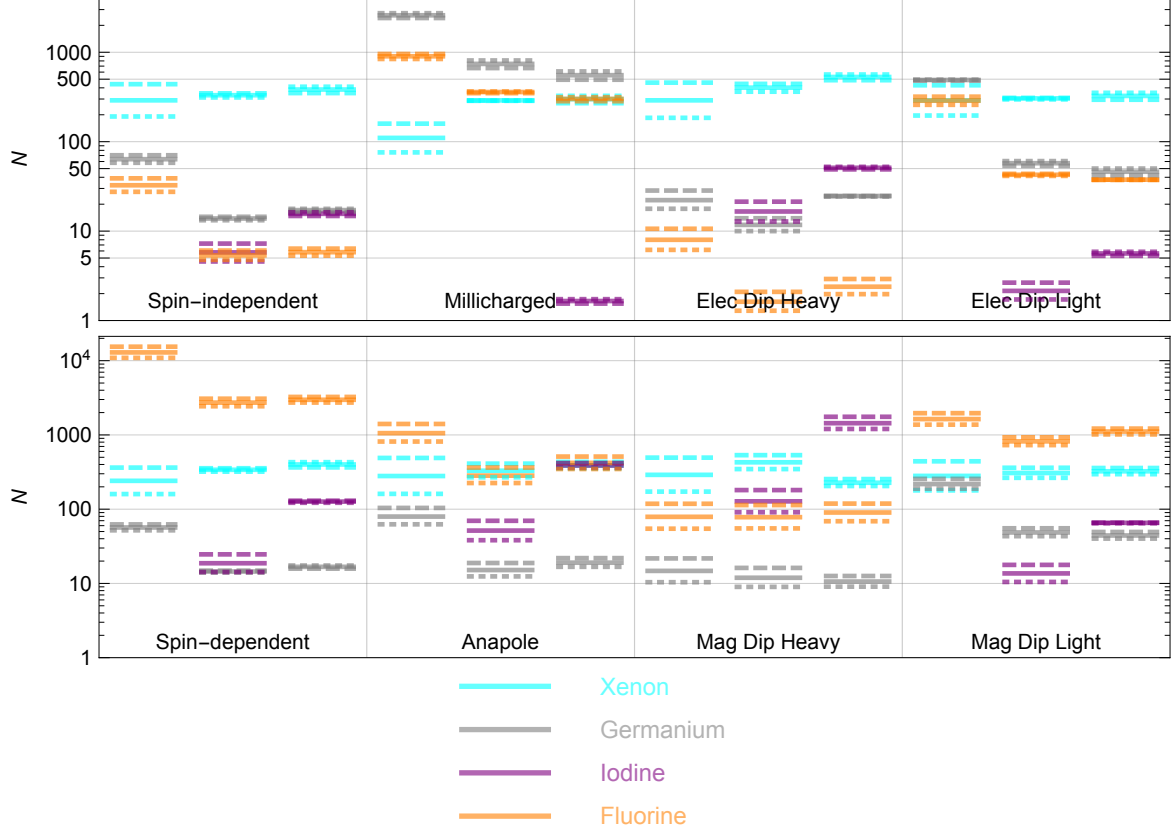 1000
500
100
50
10
5
1
N
Spin−independent
Millicharged
Elec Dip Heavy
Elec Dip Light
10^4
1000
100
10
1
N
Spin−dependent
Anapole
Mag Dip Heavy
Mag Dip Light
Xenon
Germanium
Iodine
Fluorine